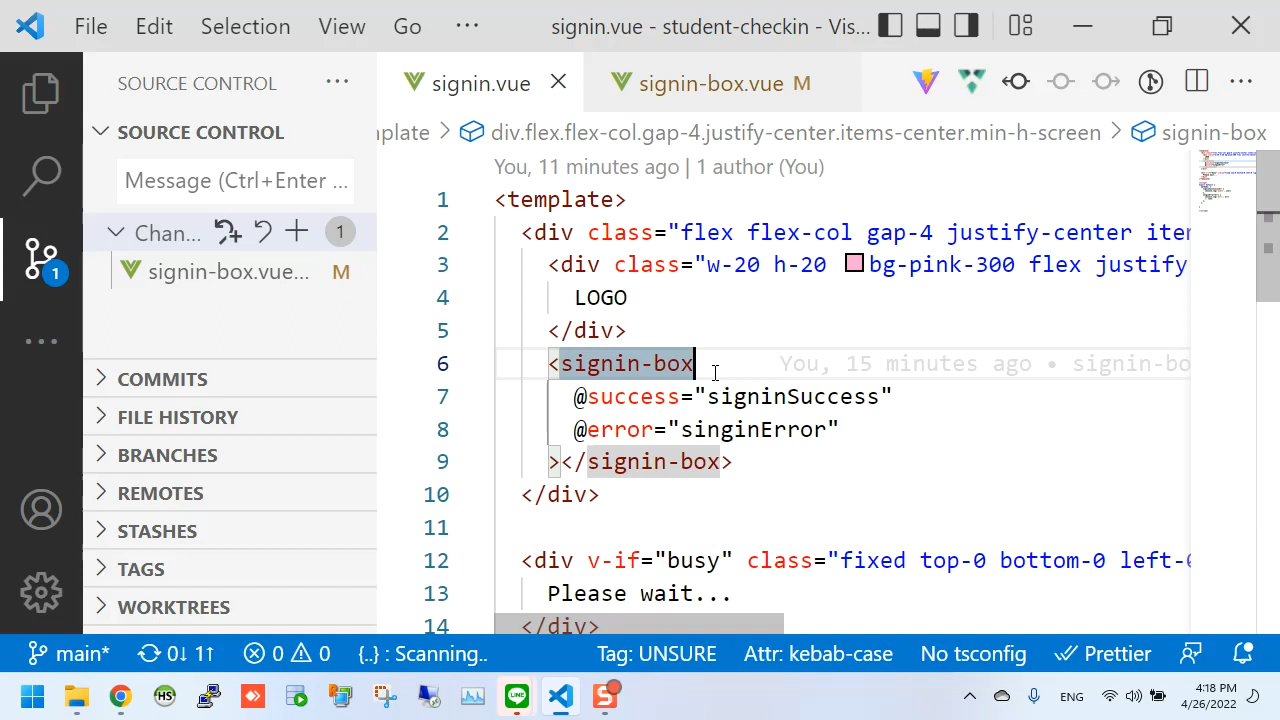 File Edit Selection View Go ··· signin.vue - student-checkin - Vis...
SOURCE CONTROL ···
signin.vue
signin-box.vue M
SOURCE CONTROL
Message (Ctrl+Enter ...
Chan... 1
signin-box.vue... M
COMMITS
FILE HISTORY
BRANCHES
REMOTES
STASHES
TAGS
WORKTREES
1
mplate > div.flex.flex-col.gap-4.justify-center.items-center.min-h-screen > signin-box
You, 11 minutes ago | 1 author (You)
1 <template>
2 <div class="flex flex-col gap-4 justify-center iter
3 <div class="w-20 h-20 bg-pink-300 flex justify
4 LOGO
5 </div>
6 <signin-box You, 15 minutes ago • signin-bo
7 @success="signinSuccess"
8 @error="singinError"
9 ></signin-box>
10 </div>
11
12 <div v-if="busy" class="fixed top-0 bottom-0 left-0
13 Please wait...
14 </div>
main* 0↓ 1↑ 0 0 {..} : Scanning.. Tag: UNSURE Attr: kebab-case No tsconfig Prettier
HS ENG 4:18 PM
4/26/2022